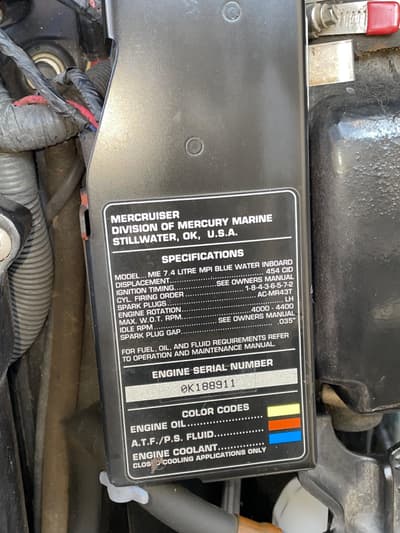 MERCRUISER
DIVISION OF MERCURY MARINE
STILLWATER, OK, U.S.A.
SPECIFICATIONS
MODEL... MIE 7.4 LITRE MPI BLUE WATER INBOARD
DISPLACEMENT... 454 CID
IGNITION TIMING... SEE OWNERS MANUAL
CYL. FIRING ORDER... 1-8-4-3-6-5-7-2
SPARK PLUGS... AC MR43T
ENGINE ROTATION... LH
MAX. W.O.T. RPM... 4000 - 4400
IDLE RPM... SEE OWNERS MANUAL
SPARK PLUG GAP... .035"
FOR FUEL, OIL, AND FLUID REQUIREMENTS REFER
TO OPERATION AND MAINTENANCE MANUAL.
ENGINE SERIAL NUMBER
0K188911
COLOR CODES
ENGINE OIL...
A.T.F./P.S. FLUID...
ENGINE COOLANT...
CLOSED COOLING APPLICATIONS ONLY